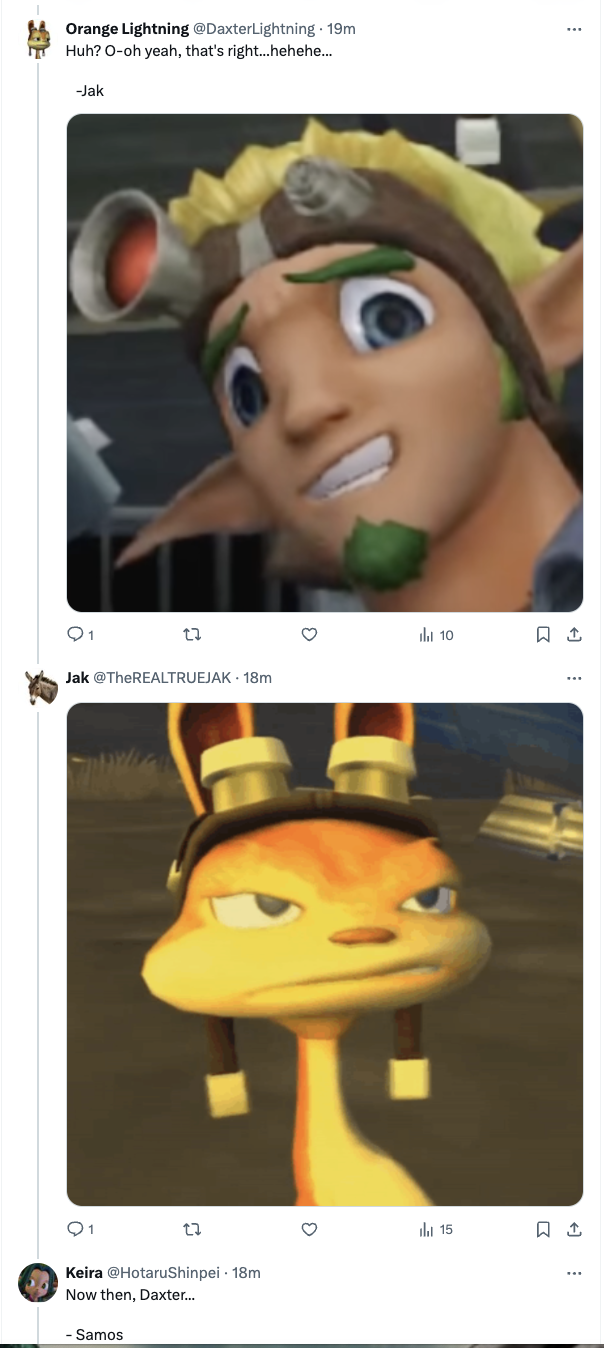 Orange Lightning @DaxterLightning · 19m
Huh? O-oh yeah, that's right...hehehe...
-Jak
1
10
Jak @TheREALTRUEJAK · 18m
1
15
Keira @HotaruShinpei · 18m
Now then, Daxter...
- Samos